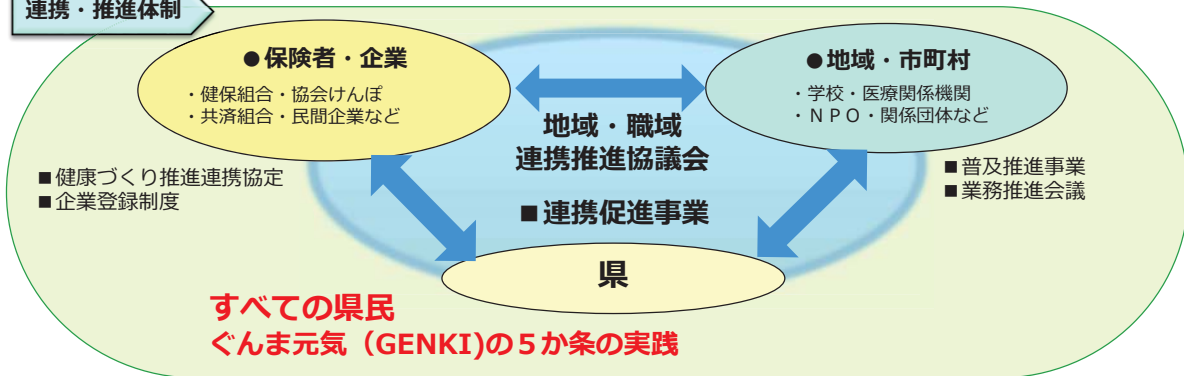 連携・推進体制
●保険者・企業
・健保組合・協会けんぽ
・共済組合・民間企業など
●地域・市町村
・学校・医療関係機関
・ＮＰＯ・関係団体など
地域・職域
連携推進協議会
■連携促進事業
■健康づくり推進連携協定
■企業登録制度
■普及推進事業
■業務推進会議
県
すべての県民
ぐんま元気（GENKI)の５か条の実践